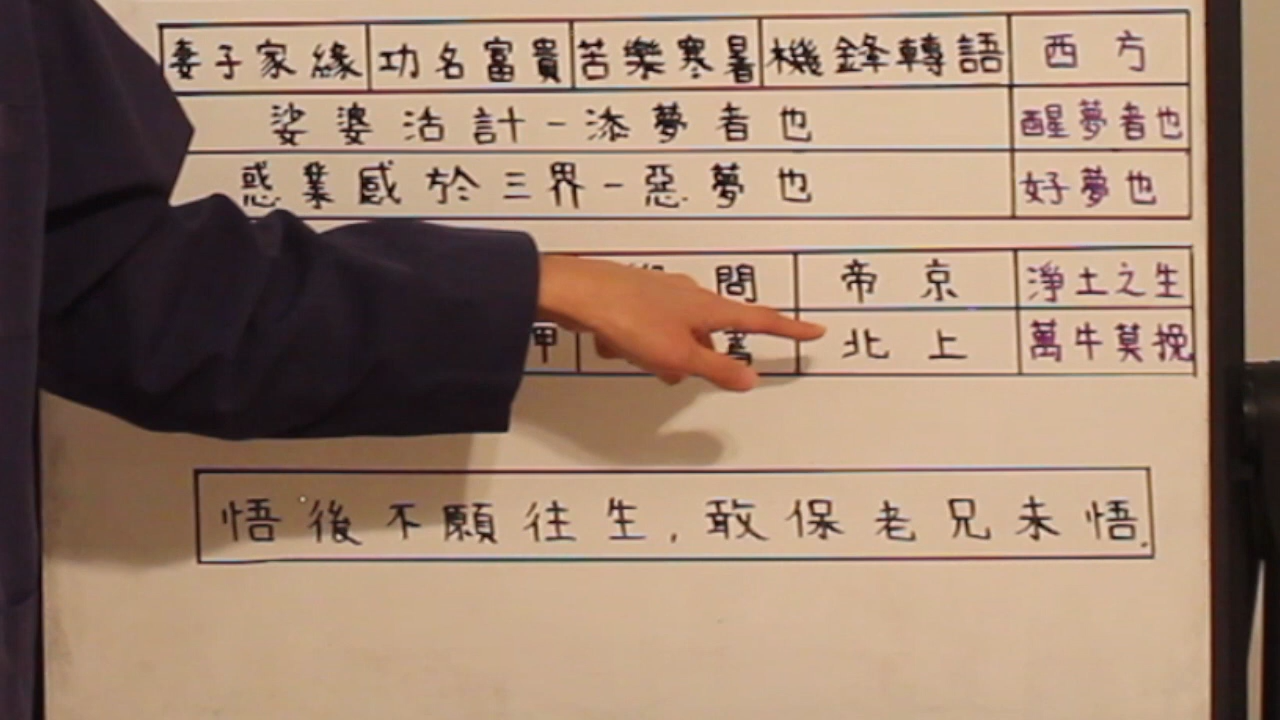 妻子家緣 功名富貴 苦樂寒暑 機鋒轉語 西方
娑婆活計-添夢者也 醒夢者也
惑業感於三界-惡夢也 好夢也
問 帝京 淨土之生
北上 萬牛莫挽
悟後不願往生,敢保老兄未悟.